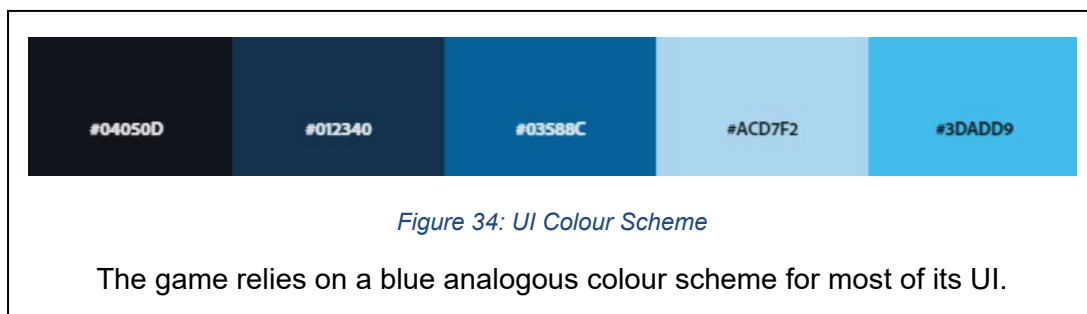 #04050D #012340 #03588C #ACD7F2 #3DADD9
Figure 34: UI Colour Scheme
The game relies on a blue analogous colour scheme for most of its UI.